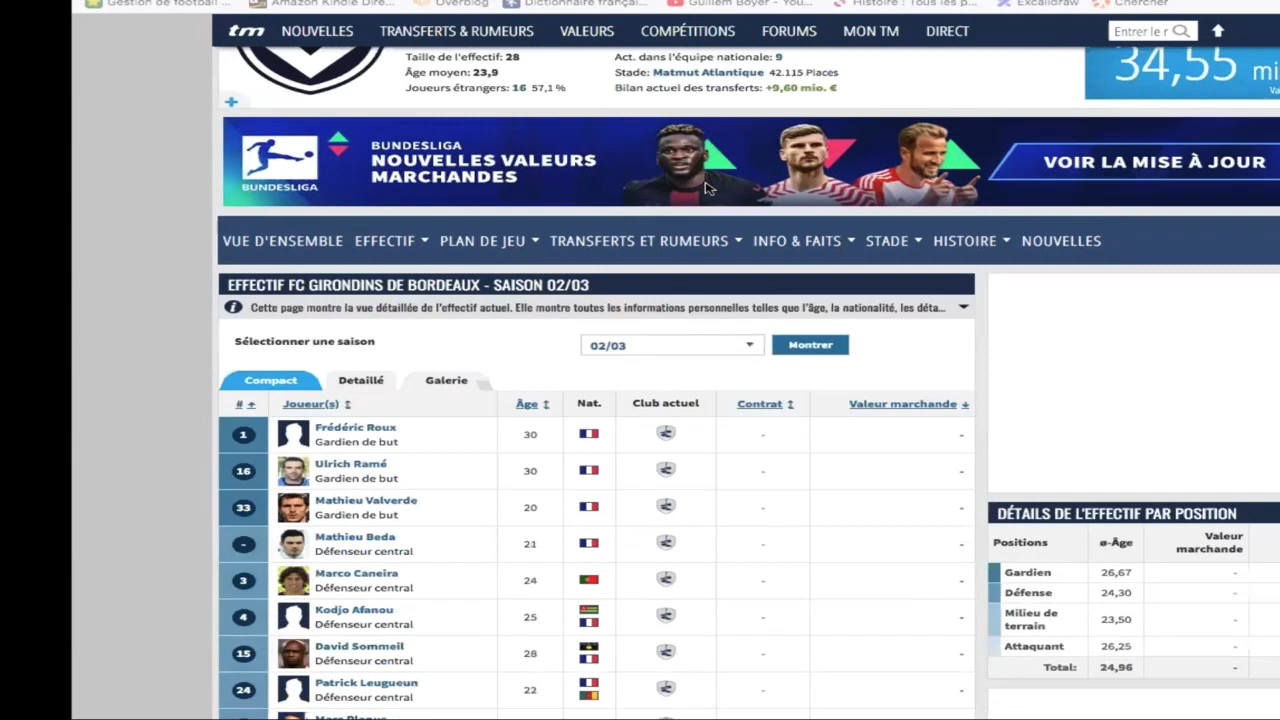 Gestion de football ...
Amazon Kindle Dire...
Overblog
Dictionnaire françai...
Guillem Boyer - You...
Histoire : Tous les p...
Excalidraw
Chercher
tm NOUVELLES TRANSFERTS & RUMEURS VALEURS COMPÉTITIONS FORUMS MON TM DIRECT
Entrer le r
Taille de l'effectif: 28
Âge moyen: 23,9
Joueurs étrangers: 16 57,1 %
Act. dans l'équipe nationale: 9
Stade: Matmut Atlantique 42.115 Places
Bilan actuel des transferts: +9,60 mio. €
34,55 mi
Va
BUNDESLIGA
BUNDESLIGA
NOUVELLES VALEURS
MARCHANDES
VOIR LA MISE À JOUR
VUE D'ENSEMBLE EFFECTIF PLAN DE JEU TRANSFERTS ET RUMEURS INFO & FAITS STADE HISTOIRE NOUVELLES
EFFECTIF FC GIRONDINS DE BORDEAUX - SAISON 02/03
Cette page montre la vue détaillée de l'effectif actuel. Elle montre toutes les informations personnelles telles que l'âge, la nationalité, les déta...
Sélectionner une saison 02/03 Montrer
Compact Detaillé Galerie
# Joueur(s) Âge Nat. Club actuel Contrat Valeur marchande
1 Frédéric Roux 30 - -
Gardien de but
16 Ulrich Ramé 30 - -
Gardien de but
33 Mathieu Valverde 20 - -
Gardien de but
- Mathieu Beda 21 - -
Défenseur central
3 Marco Caneira 24 - -
Défenseur central
4 Kodjo Afanou 25 - -
Défenseur central
15 David Sommeil 28 - -
Défenseur central
24 Patrick Leugueun 22 - -
Défenseur central
DÉTAILS DE L'EFFECTIF PAR POSITION
Positions ø-Âge Valeur
marchande
Gardien 26,67 -
Défense 24,30 -
Milieu de
terrain 23,50 -
Attaquant 26,25 -
Total: 24,96 -